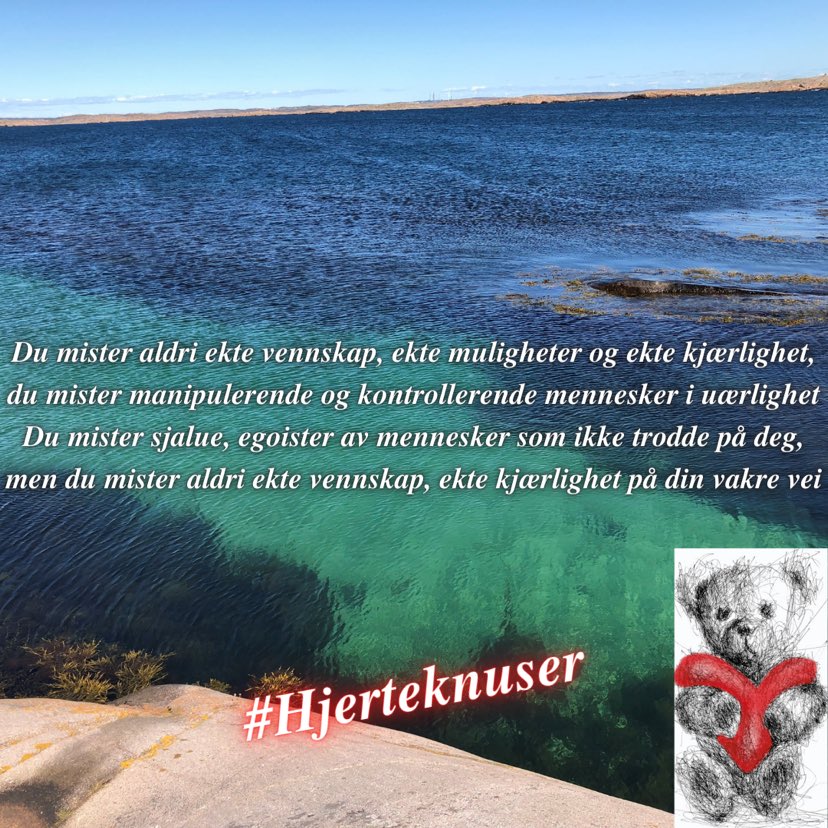 Du mister aldri ekte vennskap, ekte muligheter og ekte kjærlighet,
du mister manipulerende og kontrollerende mennesker i uærlighet
Du mister sjalue, egoister av mennesker som ikke trodde på deg,
men du mister aldri ekte vennskap, ekte kjærlighet på din vakre vei
#Hjerteknuser